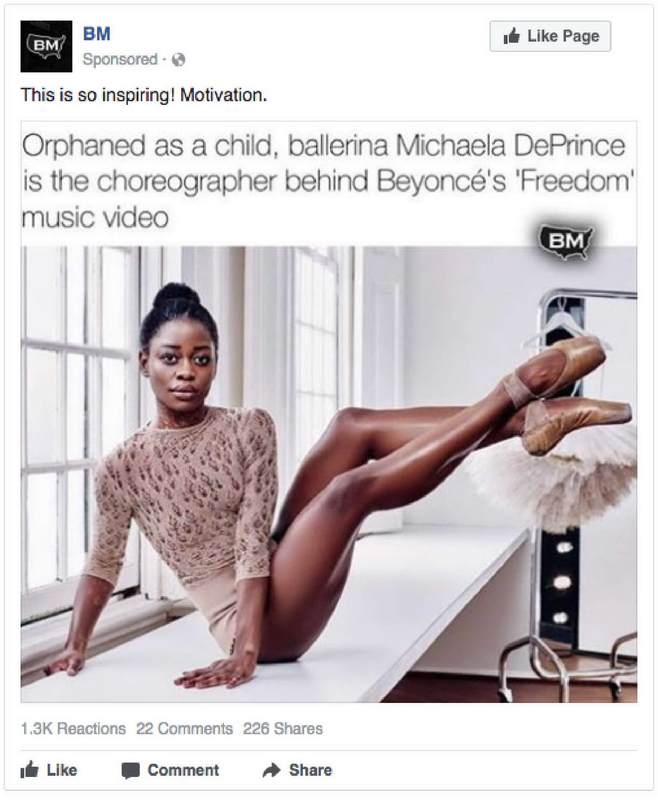 BM
BM
Like Page
Sponsored ·
This is so inspiring! Motivation.
Orphaned as a child, ballerina Michaela DePrince
is the choreographer behind Beyoncé's 'Freedom'
music video
BM
1.3K Reactions 22 Comments 226 Shares
Like Comment Share